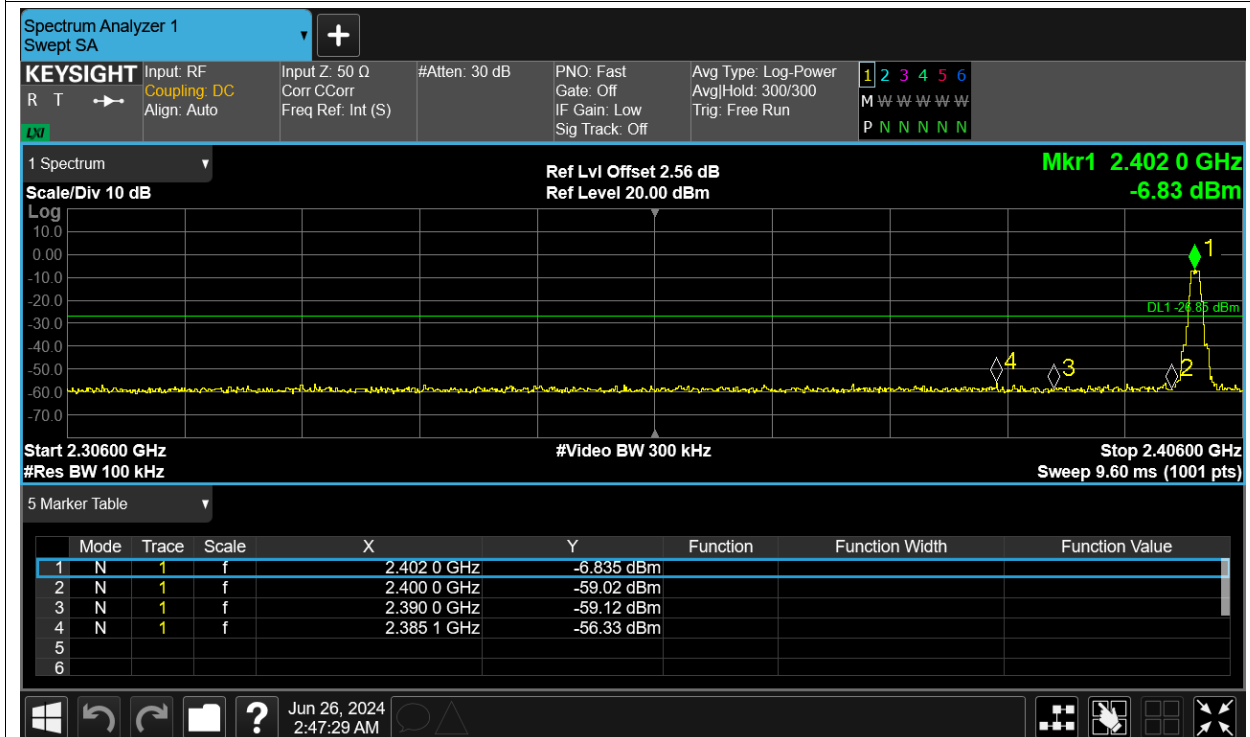 Spectrum Analyzer 1
Swept SA
+
KEYSIGHT
R T
LXI
Input: RF
Coupling: DC
Align: Auto
Input Z: 50 Ω
Corr CCorr
Freq Ref: Int (S)
#Atten: 30 dB
PNO: Fast
Gate: Off
IF Gain: Low
Sig Track: Off
Avg Type: Log-Power
Avg|Hold: 300/300
Trig: Free Run
1 2 3 4 5 6
M W W W W W
P N N N N N
1 Spectrum
Scale/Div 10 dB
Ref Lvl Offset 2.56 dB
Ref Level 20.00 dBm
Mkr1 2.402 0 GHz
-6.83 dBm
Log
10.0
0.00
-10.0
-20.0
-30.0
-40.0
-50.0
-60.0
-70.0
1
DL1 -26.85 dBm
4
3
2
Start 2.30600 GHz
#Res BW 100 kHz
#Video BW 300 kHz
Stop 2.40600 GHz
Sweep 9.60 ms (1001 pts)
5 Marker Table
Mode Trace Scale X Y Function Function Width Function Value
1 N 1 f 2.402 0 GHz -6.835 dBm
2 N 1 f 2.400 0 GHz -59.02 dBm
3 N 1 f 2.390 0 GHz -59.12 dBm
4 N 1 f 2.385 1 GHz -56.33 dBm
5
6
?
Jun 26, 2024
2:47:29 AM